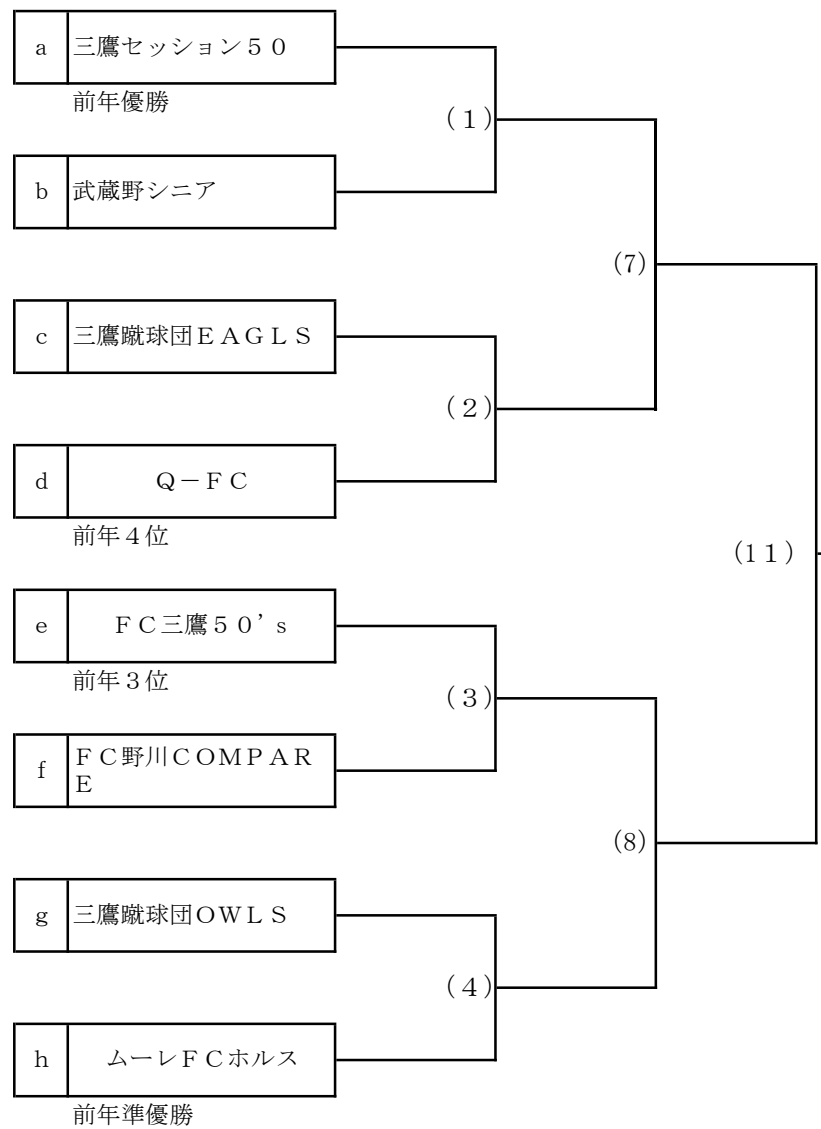 a 三鷹セッション５０
前年優勝
(１)
b 武蔵野シニア
(7)
c 三鷹蹴球団ＥＡＧＬＳ
(２)
d Ｑ－ＦＣ
前年４位
(1１)
e ＦＣ三鷹５０’ｓ
前年３位
(３)
f ＦＣ野川ＣＯＭＰＡＲ
Ｅ
(8)
g 三鷹蹴球団ＯＷＬＳ
(４)
h ムーレＦＣホルス
前年準優勝